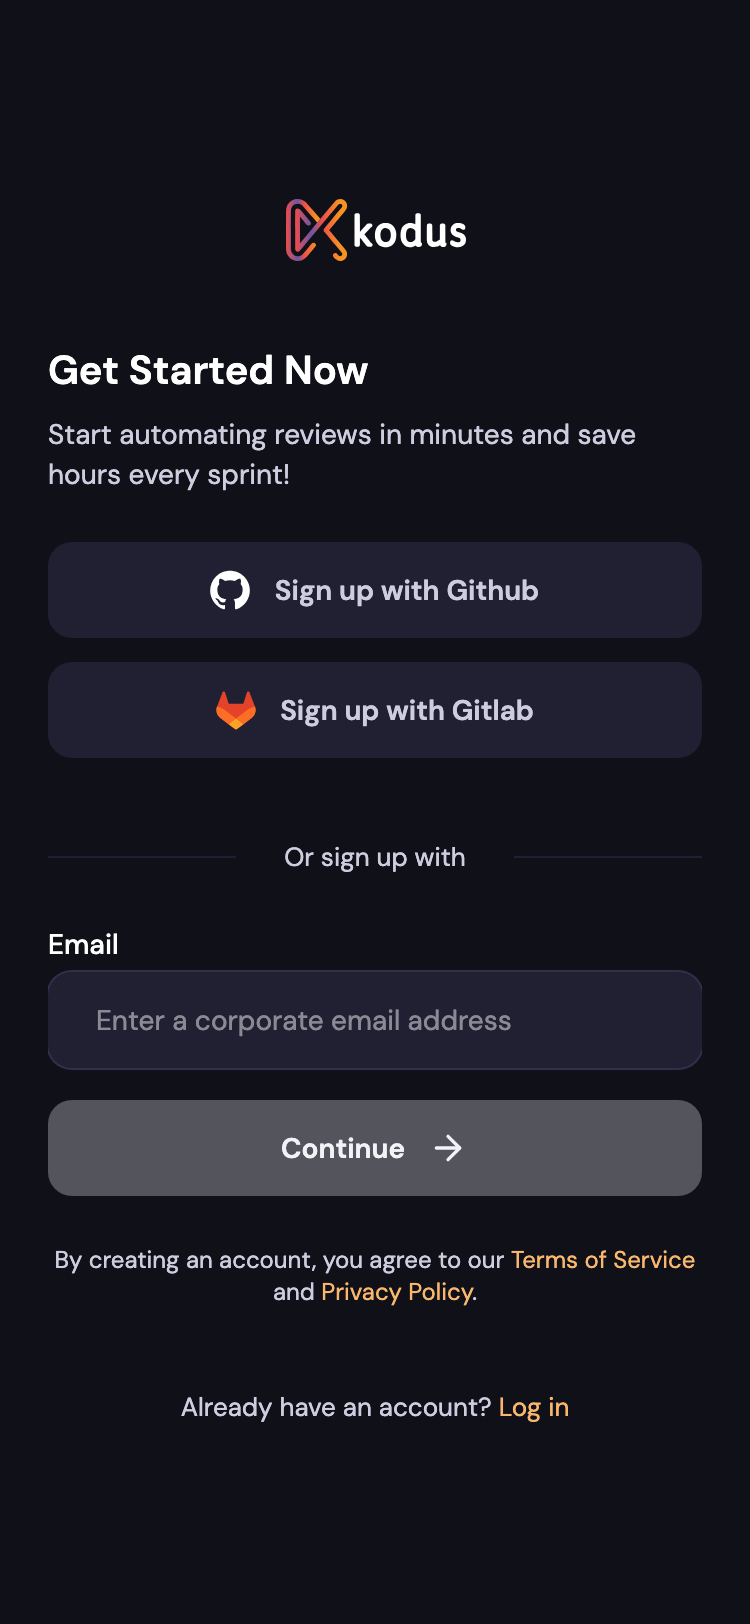 kodus
Get Started Now
Start automating reviews in minutes and save
hours every sprint!
Sign up with Github
Sign up with Gitlab
Or sign up with
Email
Enter a corporate email address
Continue
By creating an account, you agree to our Terms of Service
and Privacy Policy.
Already have an account? Log in